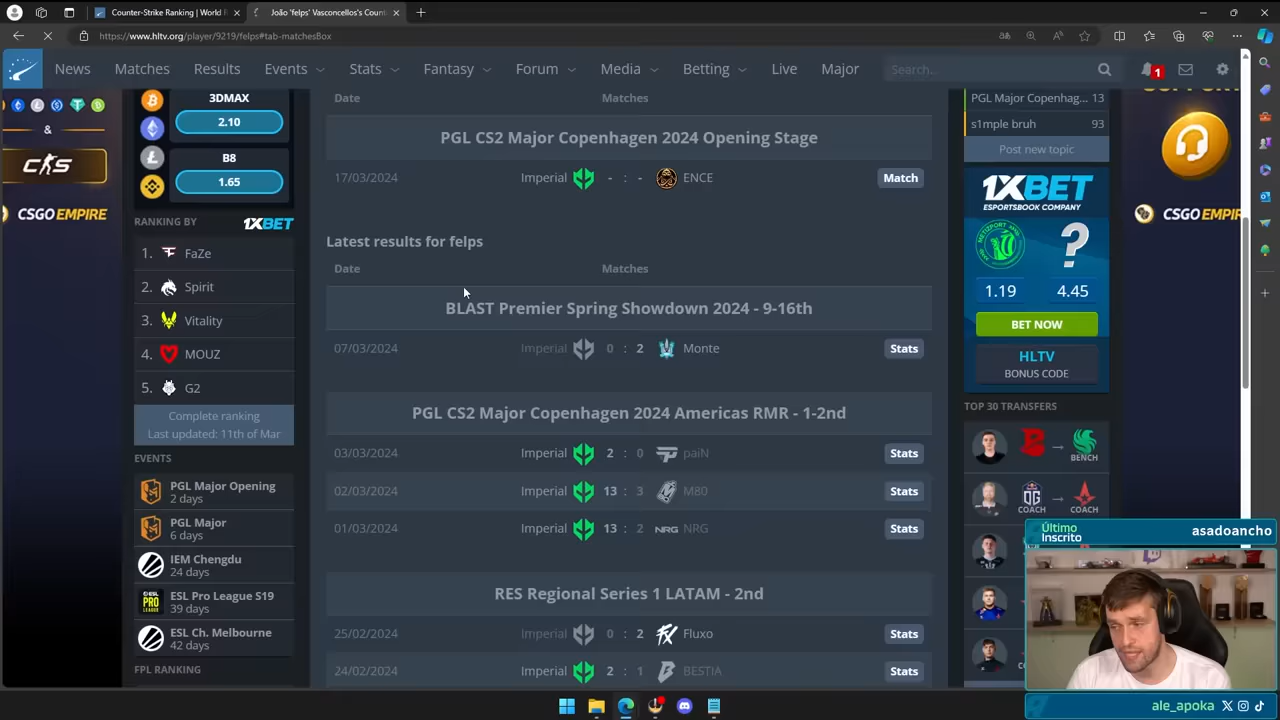 Counter-Strike Ranking | World R
João 'felps' Vasconcellos's Count
https://www.hltv.org/player/9219/felps#tab-matchesBox
News
Matches
Results
Events
Stats
Fantasy
Forum
Media
Betting
Live
Major
Search...
1
&
CS
CSGOEMPIRE
3DMAX
2.10
B8
1.65
RANKING BY 1XBET
1. FaZe
2. Spirit
3. Vitality
4. MOUZ
5. G2
Complete ranking
Last updated: 11th of Mar
EVENTS
PGL Major Opening
2 days
PGL Major
6 days
IEM Chengdu
24 days
ESL Pro League S19
39 days
ESL Ch. Melbourne
42 days
FPL RANKING
Date Matches
PGL CS2 Major Copenhagen 2024 Opening Stage
17/03/2024 Imperial - : - ENCE Match
Latest results for felps
Date Matches
BLAST Premier Spring Showdown 2024 - 9-16th
07/03/2024 Imperial 0 : 2 Monte Stats
PGL CS2 Major Copenhagen 2024 Americas RMR - 1-2nd
03/03/2024 Imperial 2 : 0 paiN Stats
02/03/2024 Imperial 13 : 3 M80 Stats
01/03/2024 Imperial 13 : 2 NRG NRG Stats
RES Regional Series 1 LATAM - 2nd
25/02/2024 Imperial 0 : 2 Fluxo Stats
24/02/2024 Imperial 2 : 1 BESTIA Stats
PGL Major Copenhag... 13
s1mple bruh 93
Post new topic
1XBET
ESPORTSBOOK COMPANY
?
1.19 4.45
BET NOW
HLTV
BONUS CODE
TOP 30 TRANSFERS
BENCH
OG
COACH
COACH
CSGOEMPIR
Último
Inscrito
asadoancho
ale_apoka